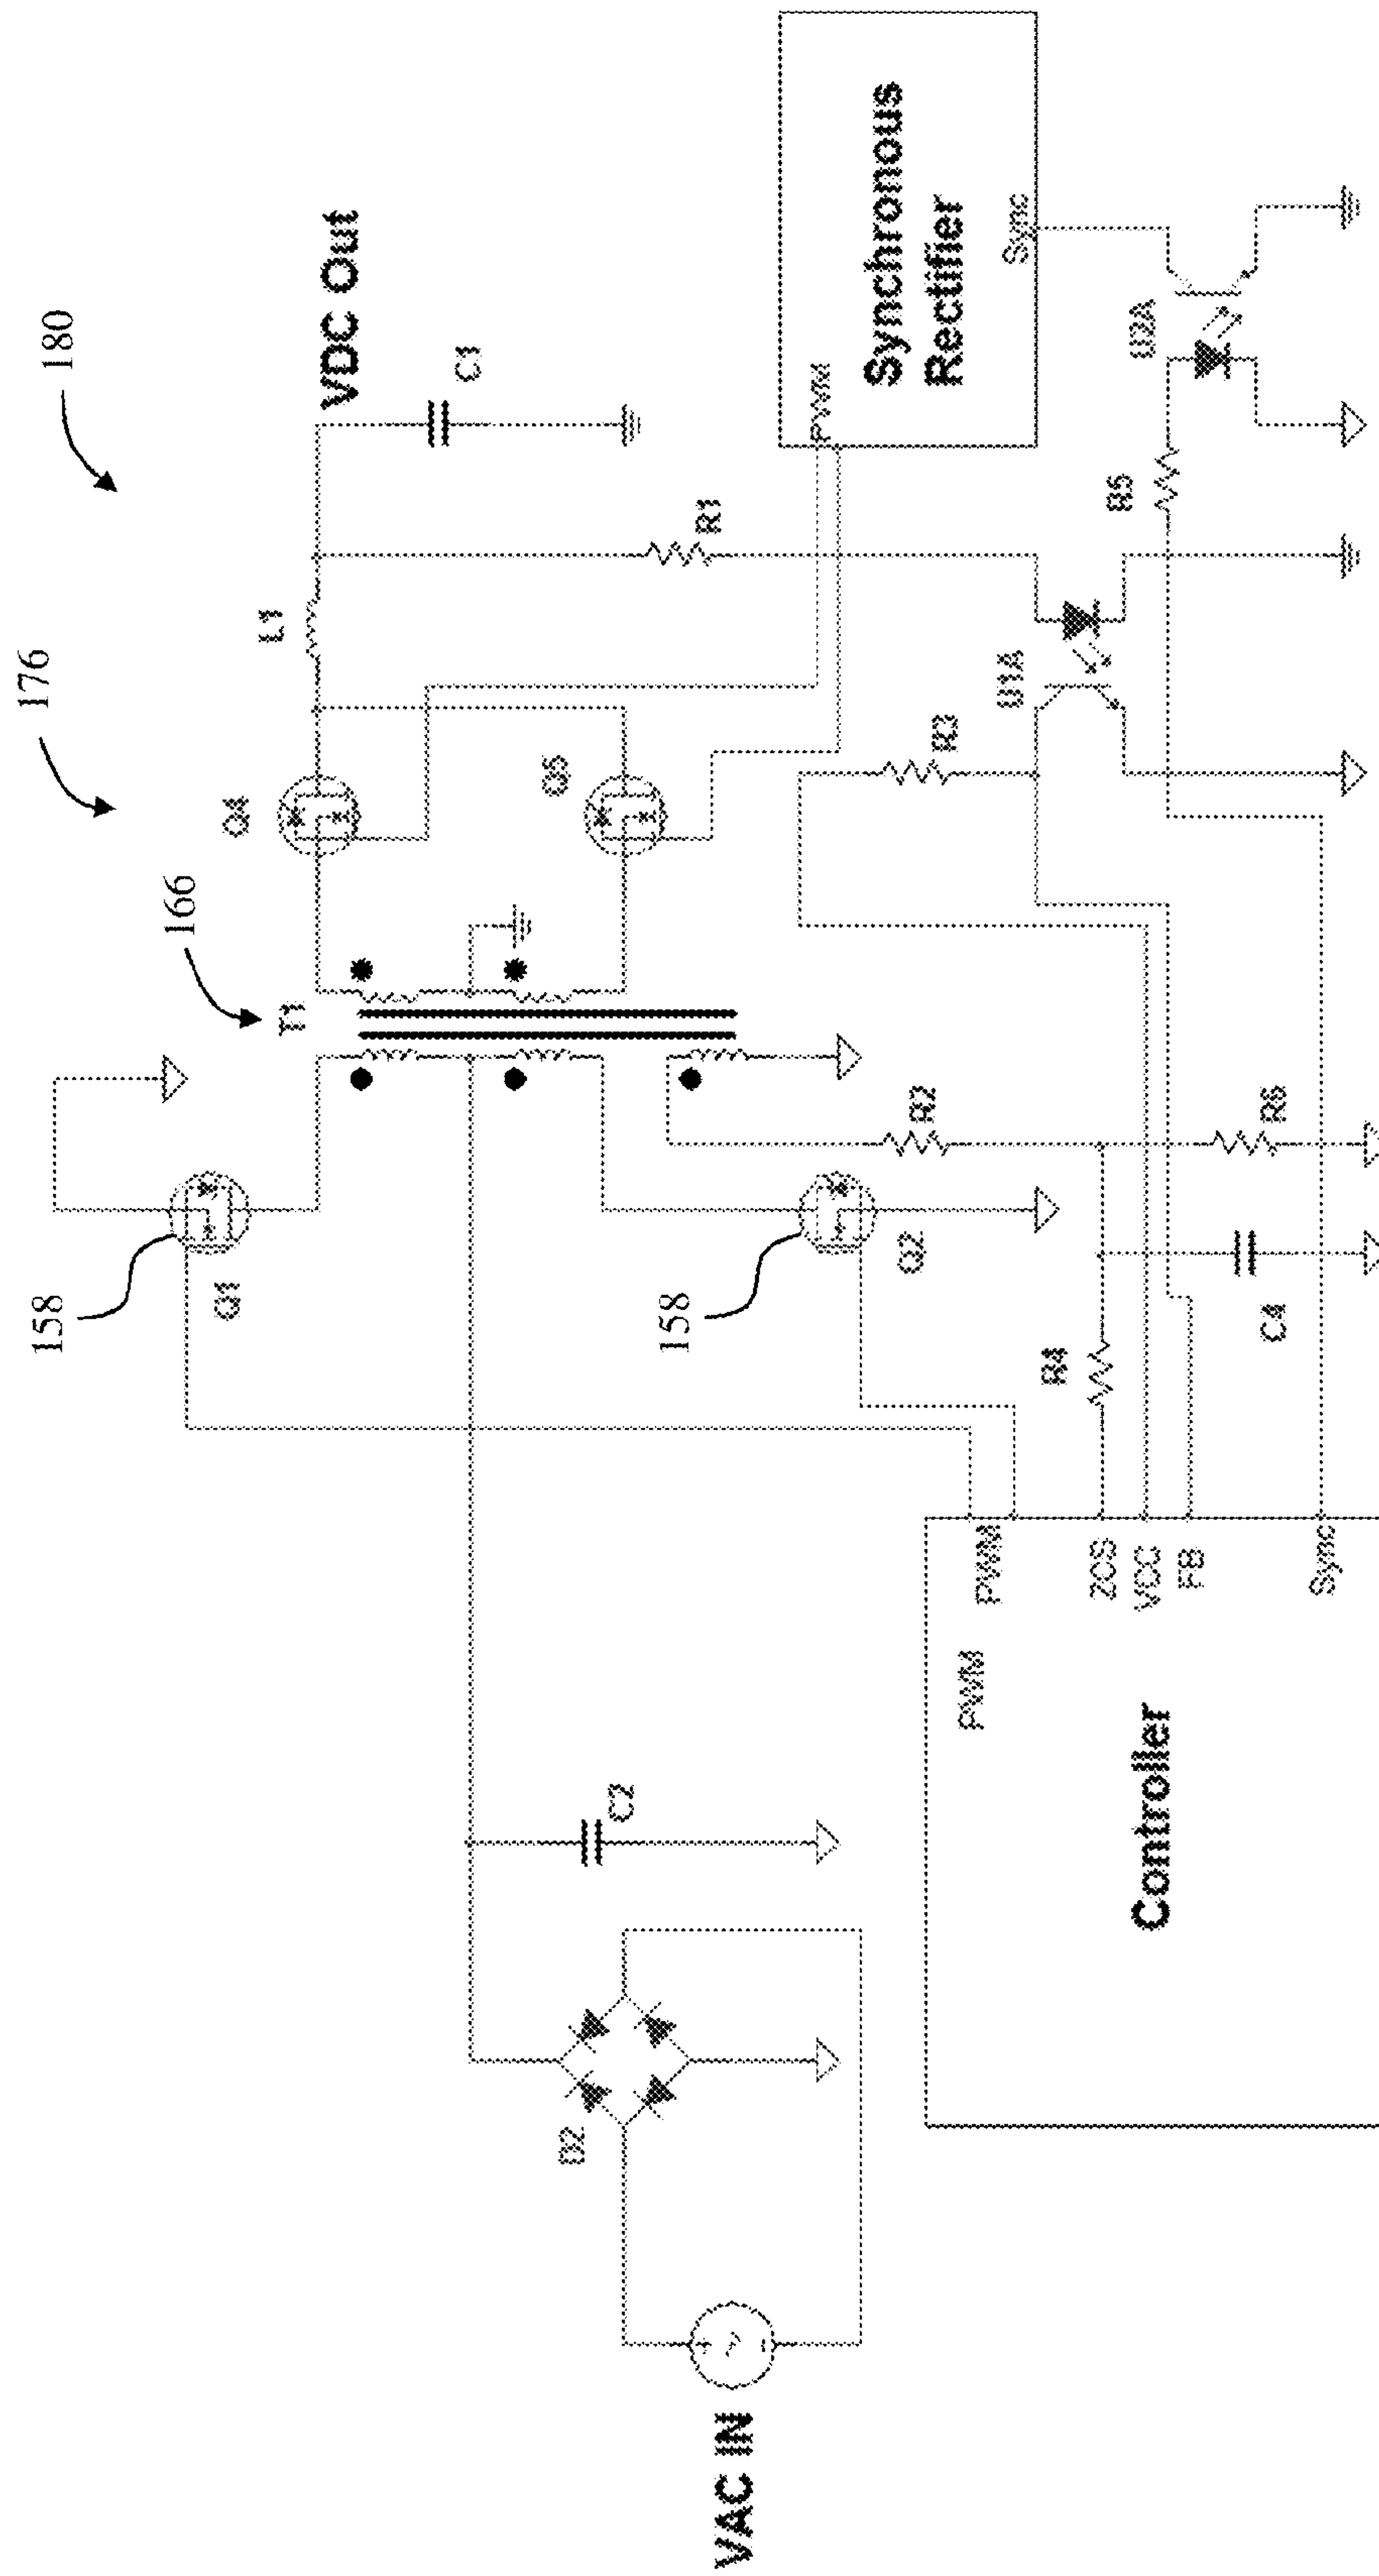 180
176
166
158
158
VAC IN
D2
C2
Q1
Q2
T1
Q4
Q5
L1
VDC Out
C1
R1
R2
R3
R4
R5
R6
C4
U1A
U2A
Controller
PWM
PWM
ZCS
VCC
FB
Sync
Synchronous
Rectifier
PWM
Sync